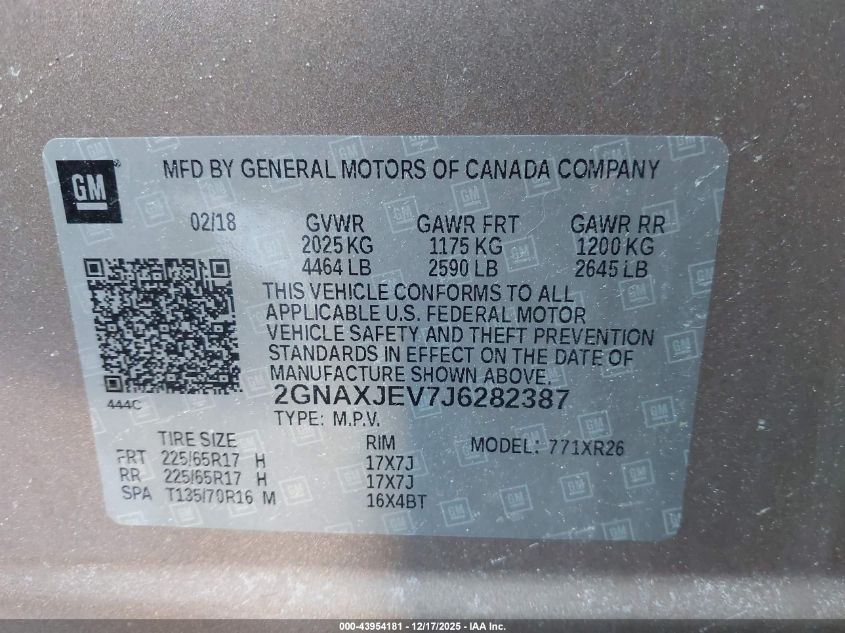 GM
MFD BY GENERAL MOTORS OF CANADA COMPANY
02/18 GVWR GAWR FRT GAWR RR
2025 KG 1175 KG 1200 KG
4464 LB 2590 LB 2645 LB
THIS VEHICLE CONFORMS TO ALL
APPLICABLE U.S. FEDERAL MOTOR
VEHICLE SAFETY AND THEFT PREVENTION
STANDARDS IN EFFECT ON THE DATE OF
MANUFACTURE SHOWN ABOVE.
444C
2GNAXJEV7J6282387
TYPE: M.P.V.
TIRE SIZE RIM MODEL: 771XR26
FRT 225/65R17 H 17X7J
RR 225/65R17 H 17X7J
SPA T135/70R16 M 16X4BT
© - 43954181 - 12/17/2025 - IAA, Inc.